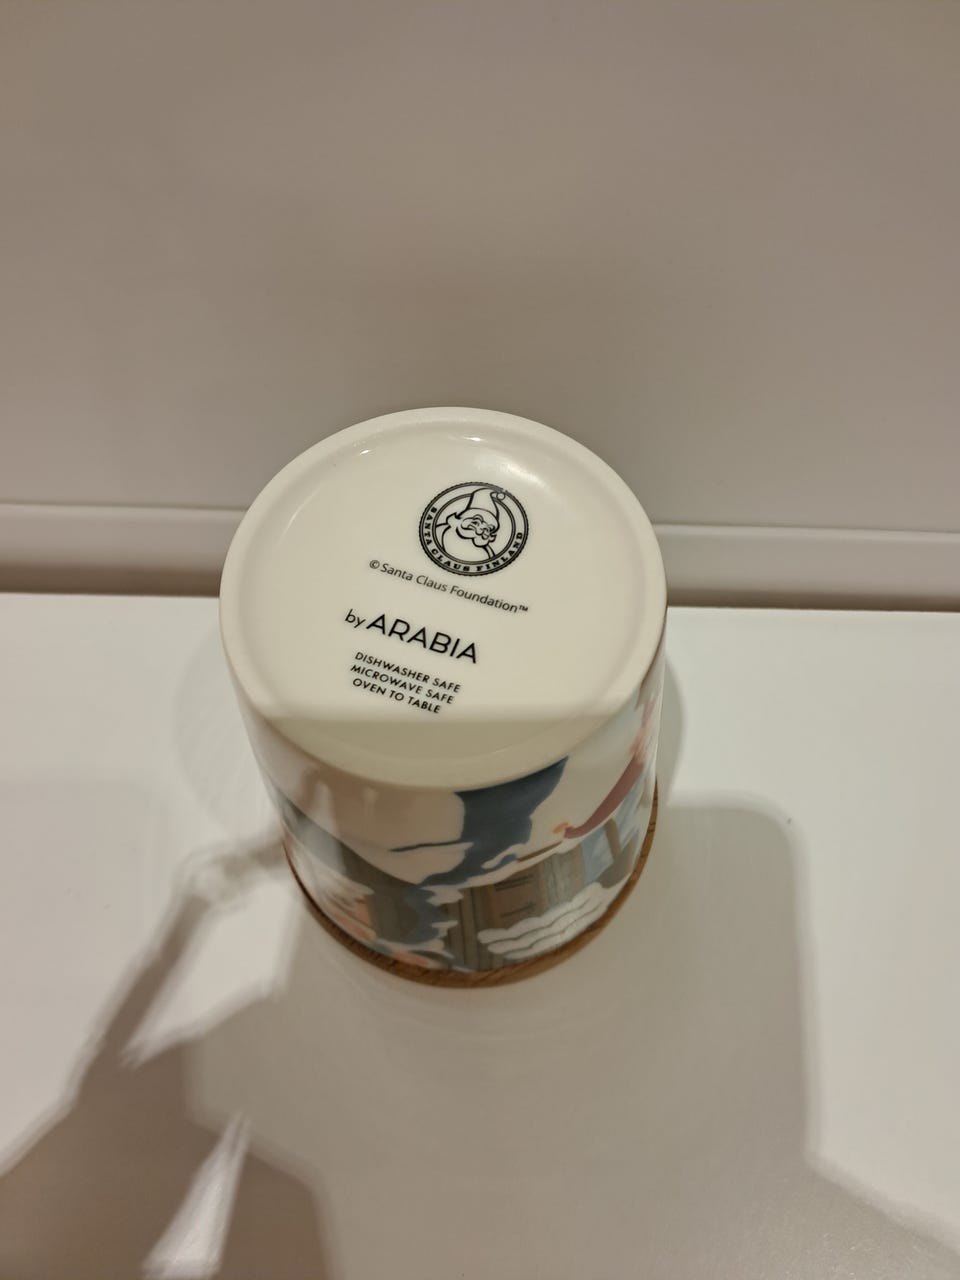 SANTA CLAUS FINLAND
© Santa Claus Foundation™
by ARABIA
DISHWASHER SAFE
MICROWAVE SAFE
OVEN TO TABLE